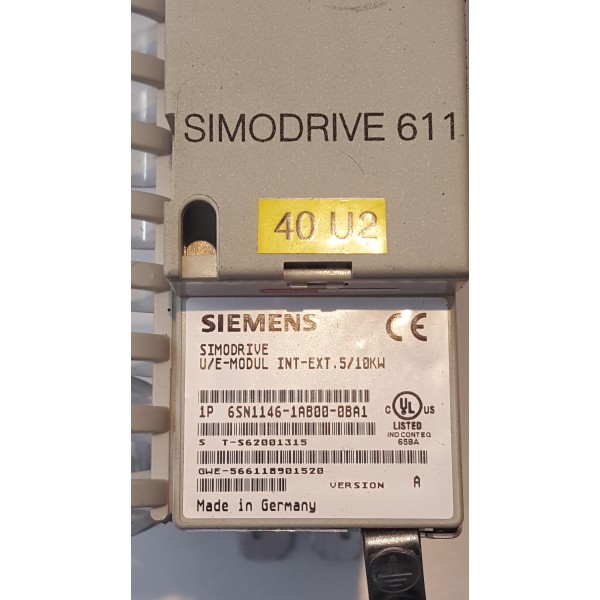 SIMODRIVE 611
40 U2
SIEMENS CE
SIMODRIVE
U/E-MODUL INT-EXT.5/10KW
1P 6SN1146-1AB00-0BA1
C UL US
LISTED
IND CONT EQ
65BA
S T-S62001315
GWE-566118901520
VERSION A
Made in Germany